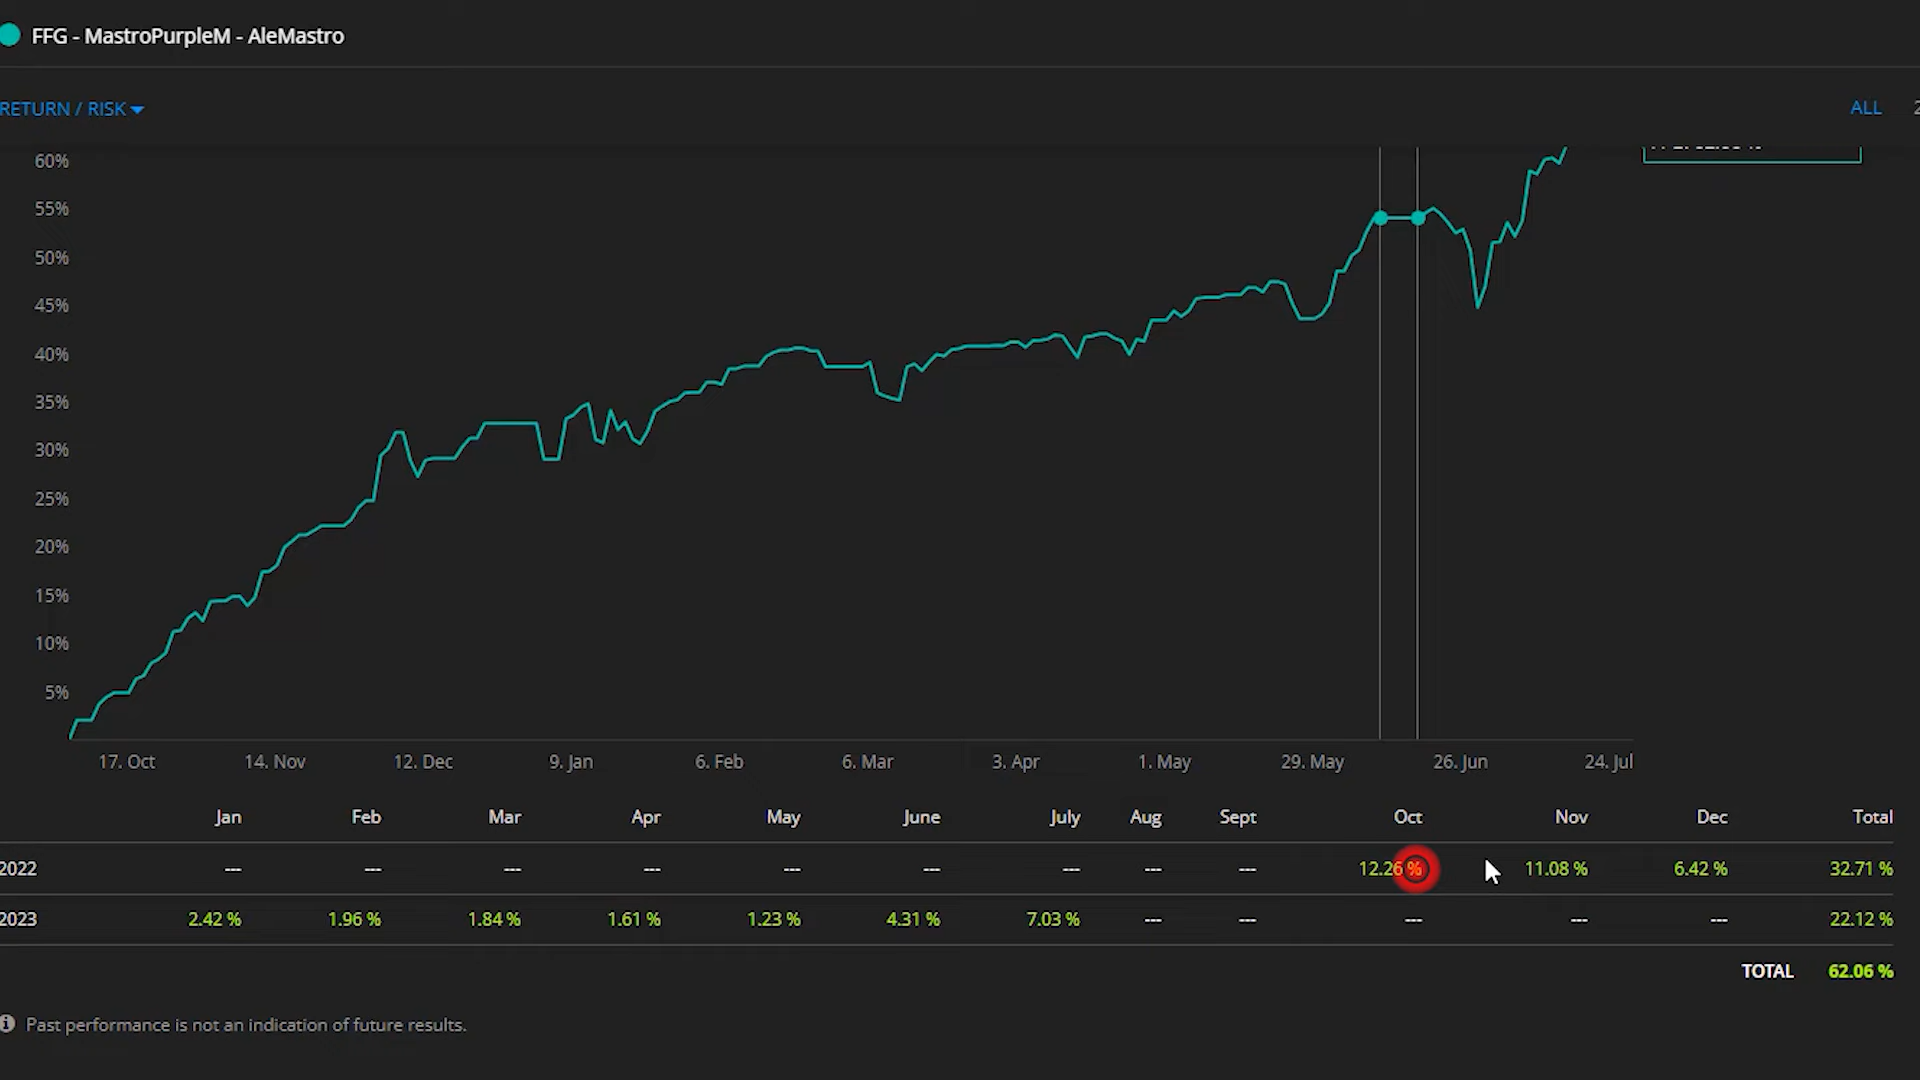 FFG - MastroPurpleM - AleMastro
RETURN / RISK
ALL 2
60%
55%
50%
45%
40%
35%
30%
25%
20%
15%
10%
5%
17. Oct 14. Nov 12. Dec 9. Jan 6. Feb 6. Mar 3. Apr 1. May 29. May 26. Jun 24. Jul
Jan Feb Mar Apr May June July Aug Sept Oct Nov Dec Total
2022 --- --- --- --- --- --- --- --- --- 12.26 % 11.08 % 6.42 % 32.71 %
2023 2.42 % 1.96 % 1.84 % 1.61 % 1.23 % 4.31 % 7.03 % --- --- --- --- --- 22.12 %
TOTAL 62.06 %
Past performance is not an indication of future results.